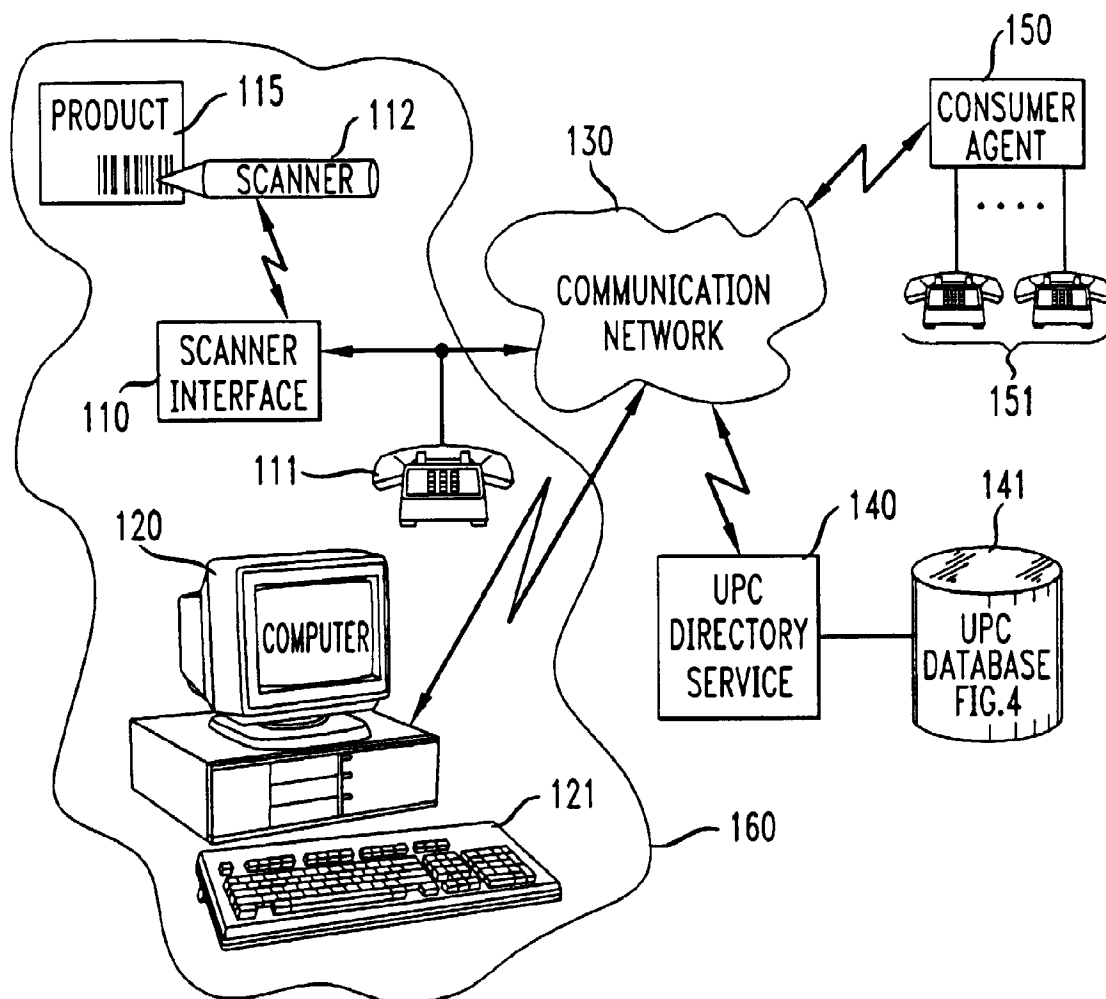 PRODUCT
115
112
SCANNER
SCANNER
INTERFACE
110
111
120
COMPUTER
121
160
130
COMMUNICATION
NETWORK
150
CONSUMER
AGENT
151
140
UPC
DIRECTORY
SERVICE
141
UPC
DATABASE
FIG.4